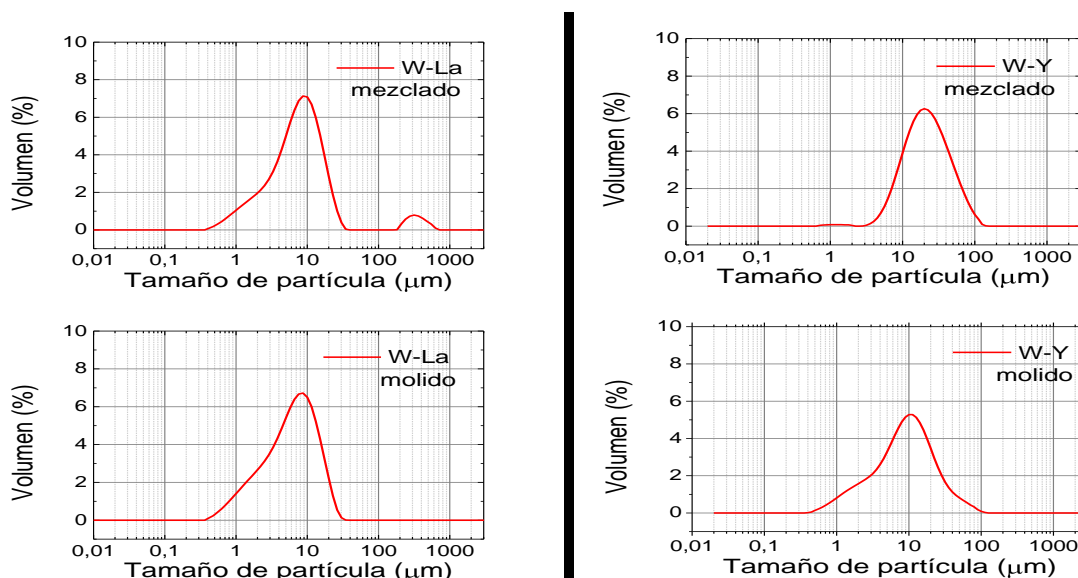 10
8
6
4
2
0
Volumen (%)
W-La
mezclado
0,01 0,1 1 10 100 1000
Tamaño de partícula (μm)
10
8
6
4
2
0
Volumen (%)
W-Y
mezclado
0,01 0,1 1 10 100 1000
Tamaño de partícula (μm)
10
8
6
4
2
0
Volumen (%)
W-La
molido
0,01 0,1 1 10 100 1000
Tamaño de partícula (μm)
10
8
6
4
2
0
Volumen (%)
W-Y
molido
0,01 0,1 1 10 100 1000
Tamaño de partícula (μm)